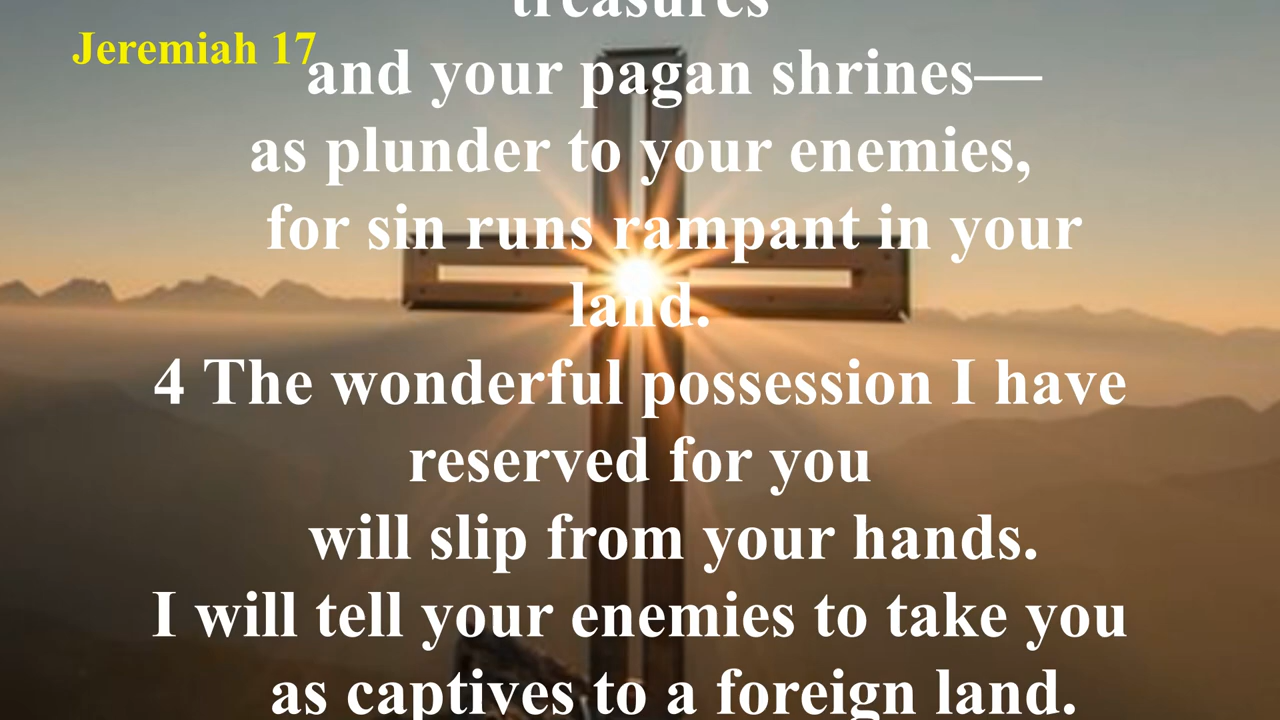 treasures
Jeremiah 17
and your pagan shrines—
as plunder to your enemies,
for sin runs rampant in your
land.
4 The wonderful possession I have
reserved for you
will slip from your hands.
I will tell your enemies to take you
as captives to a foreign land.